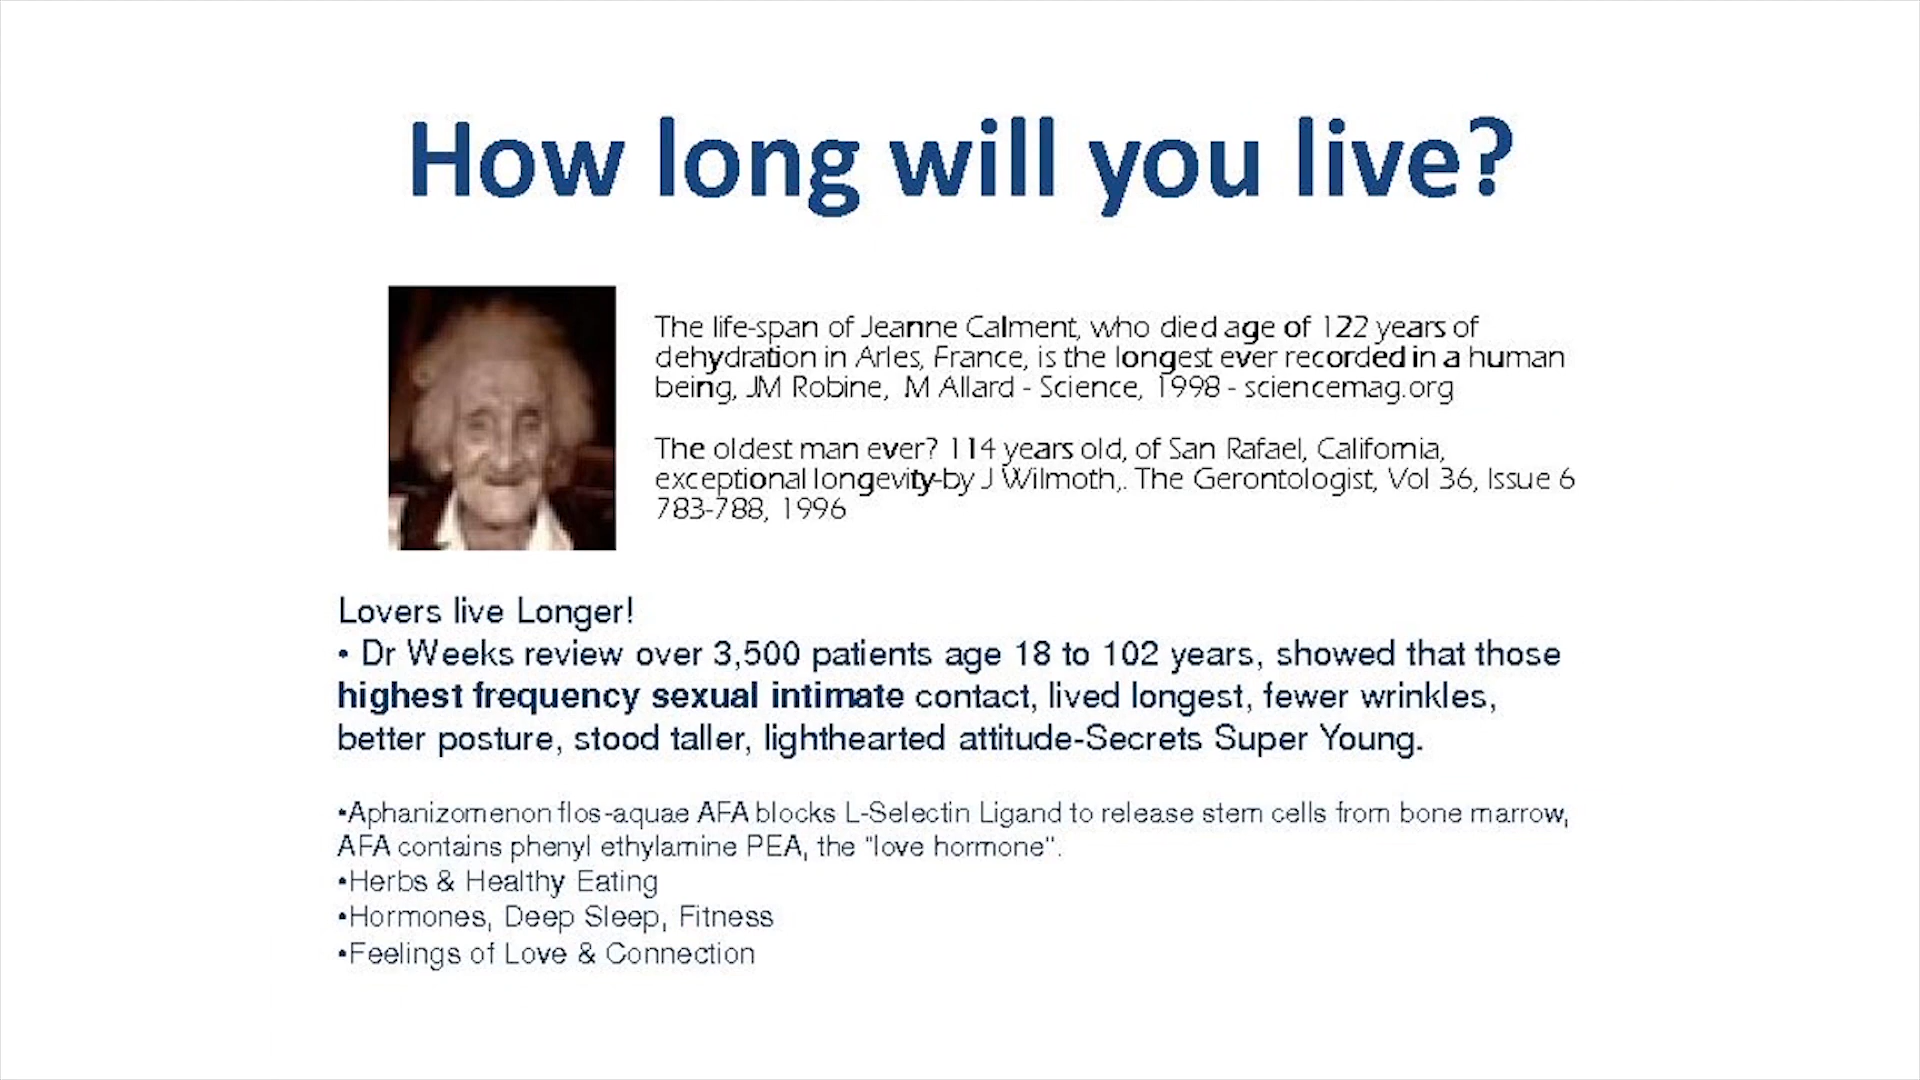 How long will you live?
The life-span of Jeanne Calment, who died age of 122 years of
dehydration in Arles, France, is the longest ever recorded in a human
being, JM Robine, M Allard - Science, 1998 - sciencemag.org
The oldest man ever? 114 years old, of San Rafael, California,
exceptional longevity-by J Wilmoth,. The Gerontologist, Vol 36, Issue 6
783-788, 1996
Lovers live Longer!
• Dr Weeks review over 3,500 patients age 18 to 102 years, showed that those
highest frequency sexual intimate contact, lived longest, fewer wrinkles,
better posture, stood taller, lighthearted attitude-Secrets Super Young.
•Aphanizomenon flos-aquae AFA blocks L-Selectin Ligand to release stem cells from bone marrow,
AFA contains phenyl ethylamine PEA, the "love hormone".
•Herbs & Healthy Eating
•Hormones, Deep Sleep, Fitness
•Feelings of Love & Connection